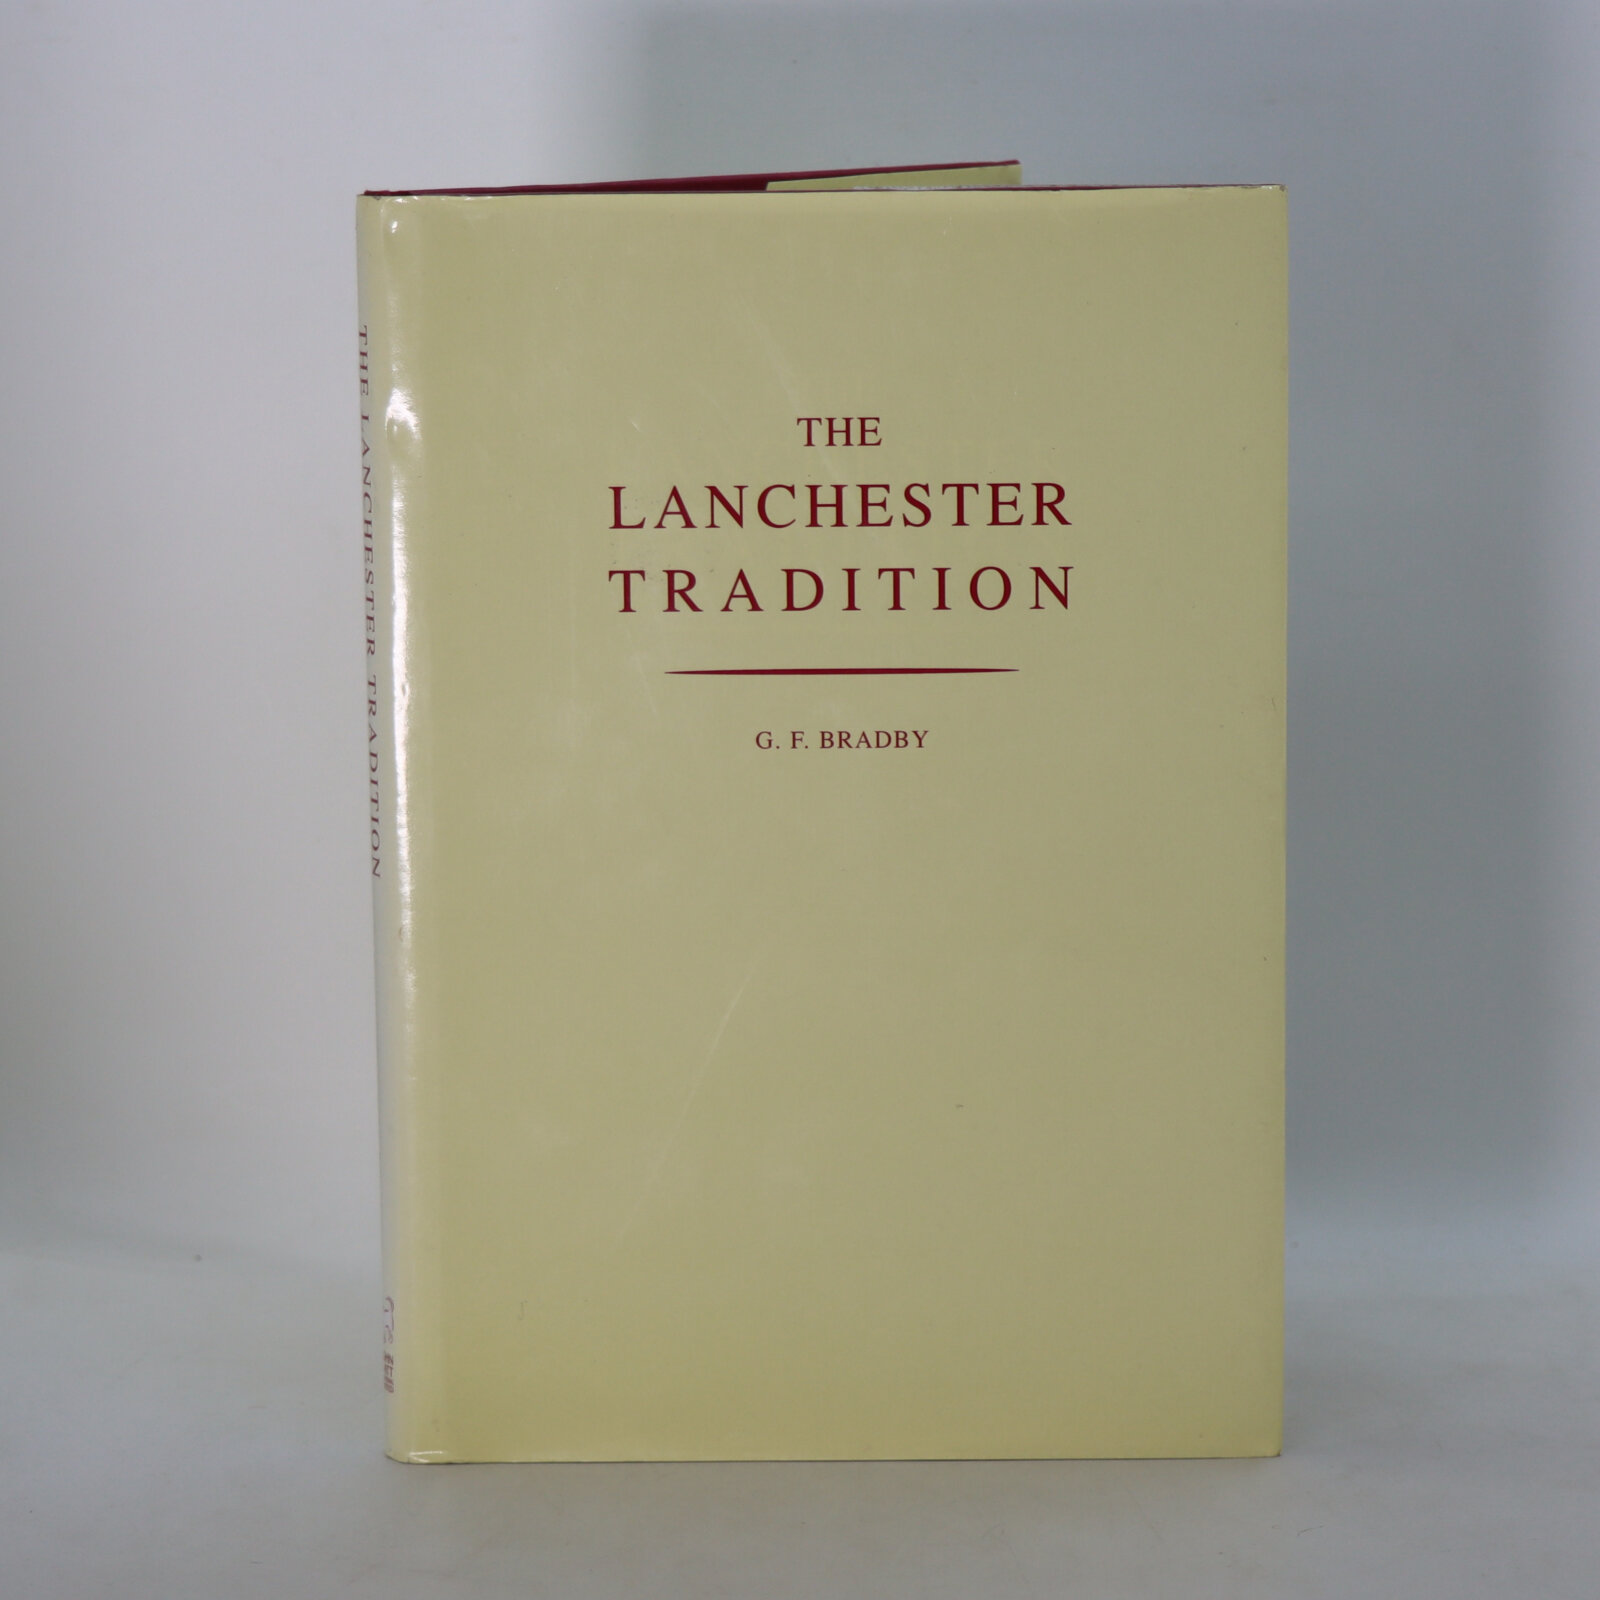 THE
LANCHESTER
TRADITION
G. F. BRADBY
THE LANCHESTER TRADITION